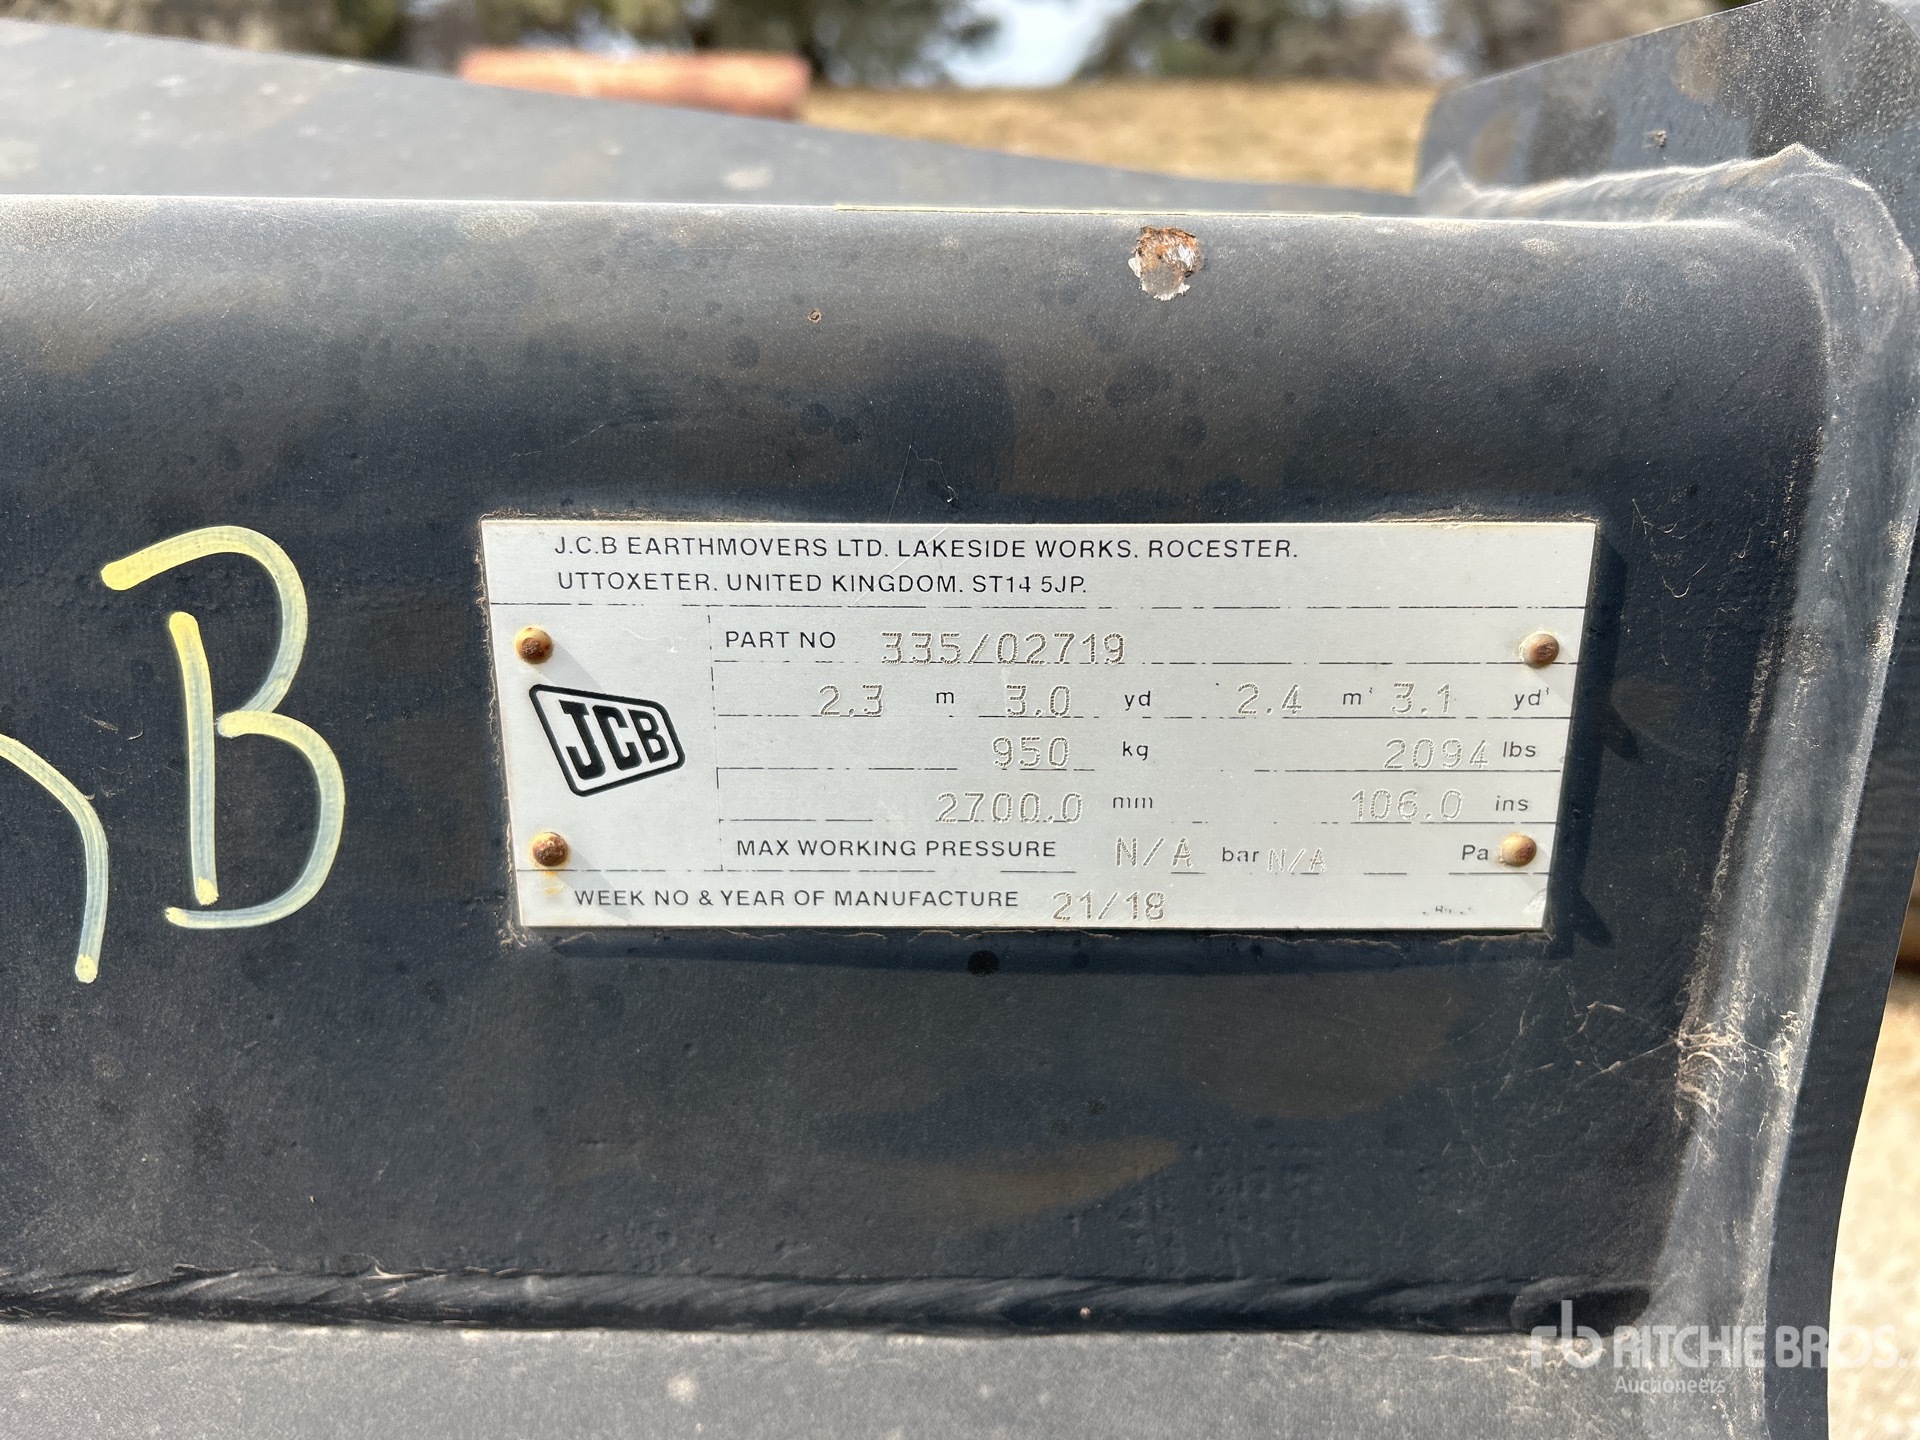 J.C.B EARTHMOVERS LTD. LAKESIDE WORKS. ROCESTER.
UTTOXETER. UNITED KINGDOM. ST14 5JP.
PART NO 335/02719
2.3 m 3.0 yd 2.4 m³ 3.1 yd³
JCB
950 kg 2094 lbs
2700.0 mm 106.0 ins
MAX WORKING PRESSURE N/A bar N/A Pa
WEEK NO & YEAR OF MANUFACTURE 21/18
B
rb RITCHIE BROS.
Auctioneers